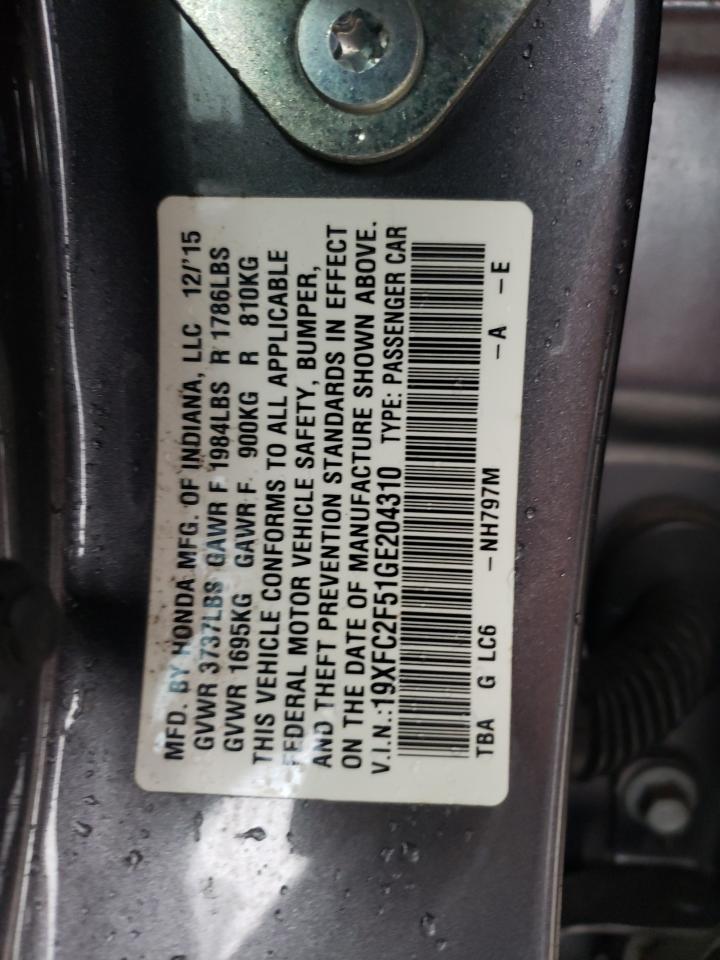 MFD. BY HONDA MFG. OF INDIANA, LLC 12/'15
GVWR 3737LBS GAWR F 1984LBS R 1786LBS
GVWR 1695KG GAWR F 900KG R 810KG
THIS VEHICLE CONFORMS TO ALL APPLICABLE
FEDERAL MOTOR VEHICLE SAFETY, BUMPER,
AND THEFT PREVENTION STANDARDS IN EFFECT
ON THE DATE OF MANUFACTURE SHOWN ABOVE.
V.I.N.:19XFC2F51GE204310 TYPE: PASSENGER CAR
TBA G LC6 -NH797M -A -E